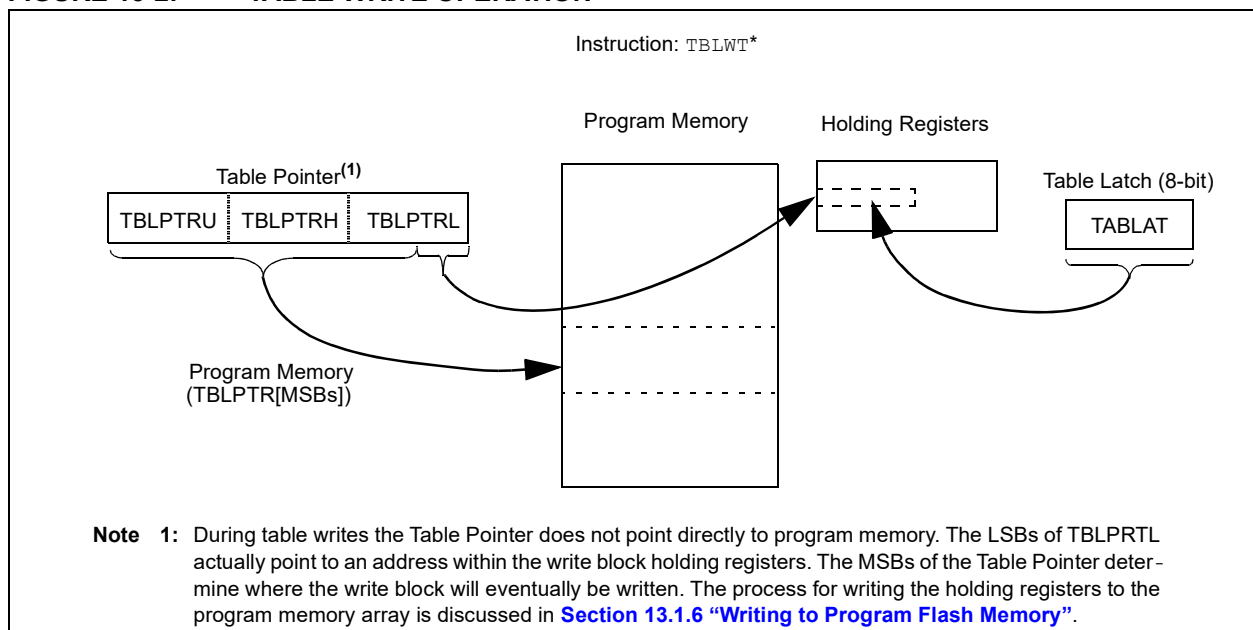 Instruction: TBLWT*
Program Memory
Holding Registers
Table Pointer(1)
Table Latch (8-bit)
TBLPTRU TBLPTRH TBLPTRL
TABLAT
Program Memory
(TBLPTR[MSBs])
Note 1: During table writes the Table Pointer does not point directly to program memory. The LSBs of TBLPRTL
actually point to an address within the write block holding registers. The MSBs of the Table Pointer deter-
mine where the write block will eventually be written. The process for writing the holding registers to the
program memory array is discussed in Section 13.1.6 “Writing to Program Flash Memory”.